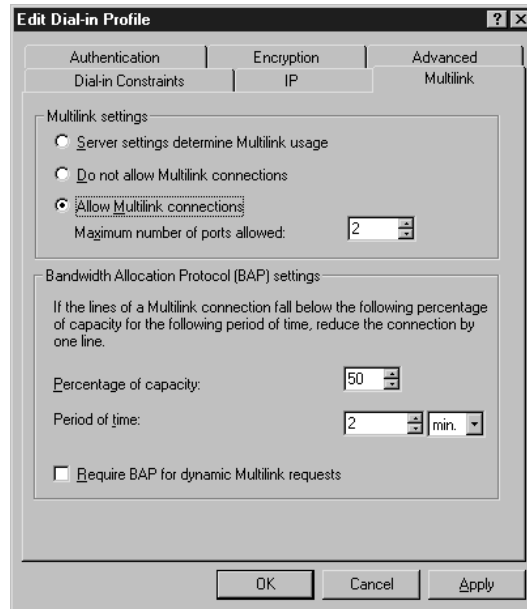 Edit Dial-in Profile
Authentication Encryption Advanced
Dial-in Constraints IP Multilink
Multilink settings
Server settings determine Multilink usage
Do not allow Multilink connections
Allow Multilink connections
Maximum number of ports allowed: 2
Bandwidth Allocation Protocol (BAP) settings
If the lines of a Multilink connection fall below the following percentage
of capacity for the following period of time, reduce the connection by
one line.
Percentage of capacity: 50
Period of time: 2 min.
Require BAP for dynamic Multilink requests
OK Cancel Apply